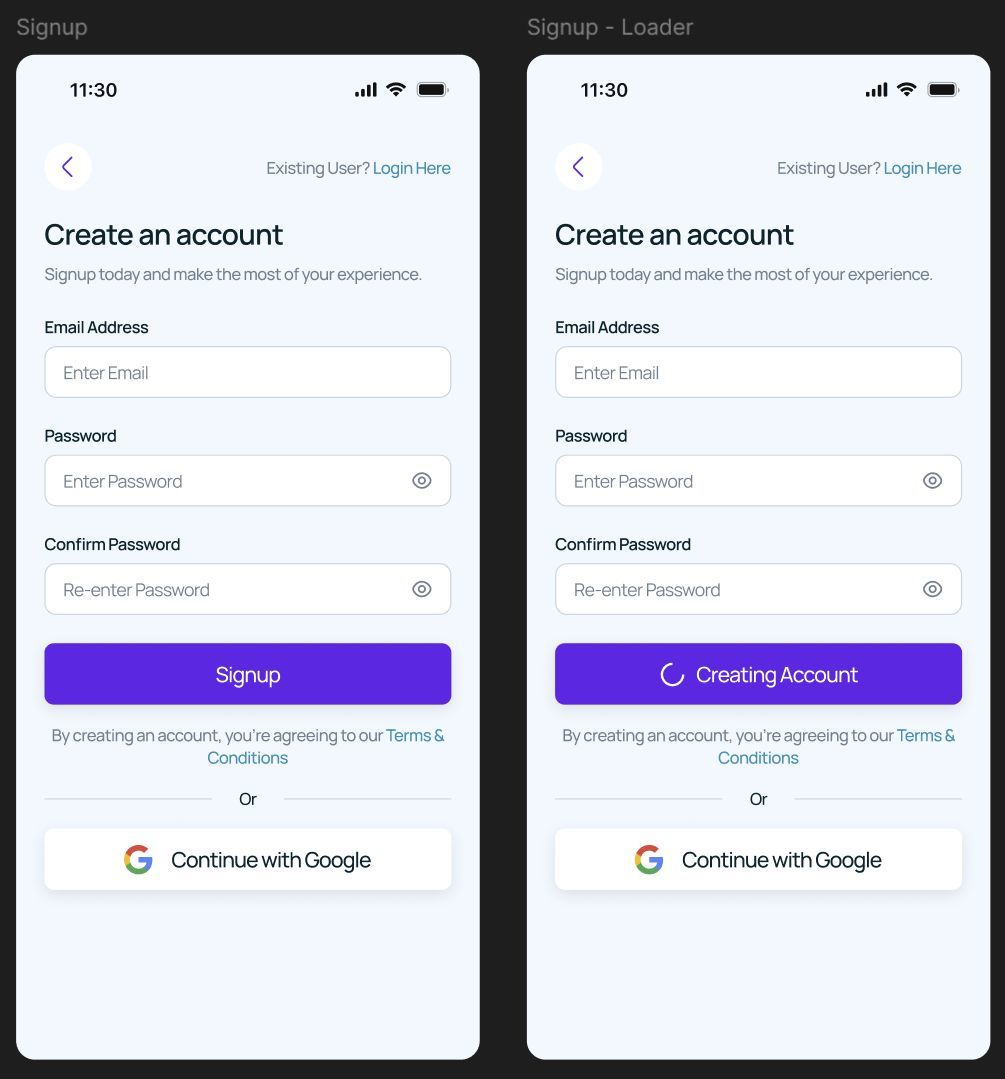 Signup
11:30
Existing User? Login Here
Create an account
Signup today and make the most of your experience.
Email Address
Enter Email
Password
Enter Password
Confirm Password
Re-enter Password
Signup
By creating an account, you're agreeing to our Terms &
Conditions
Or
Continue with Google
Signup - Loader
11:30
Existing User? Login Here
Create an account
Signup today and make the most of your experience.
Email Address
Enter Email
Password
Enter Password
Confirm Password
Re-enter Password
Creating Account
By creating an account, you're agreeing to our Terms &
Conditions
Or
Continue with Google